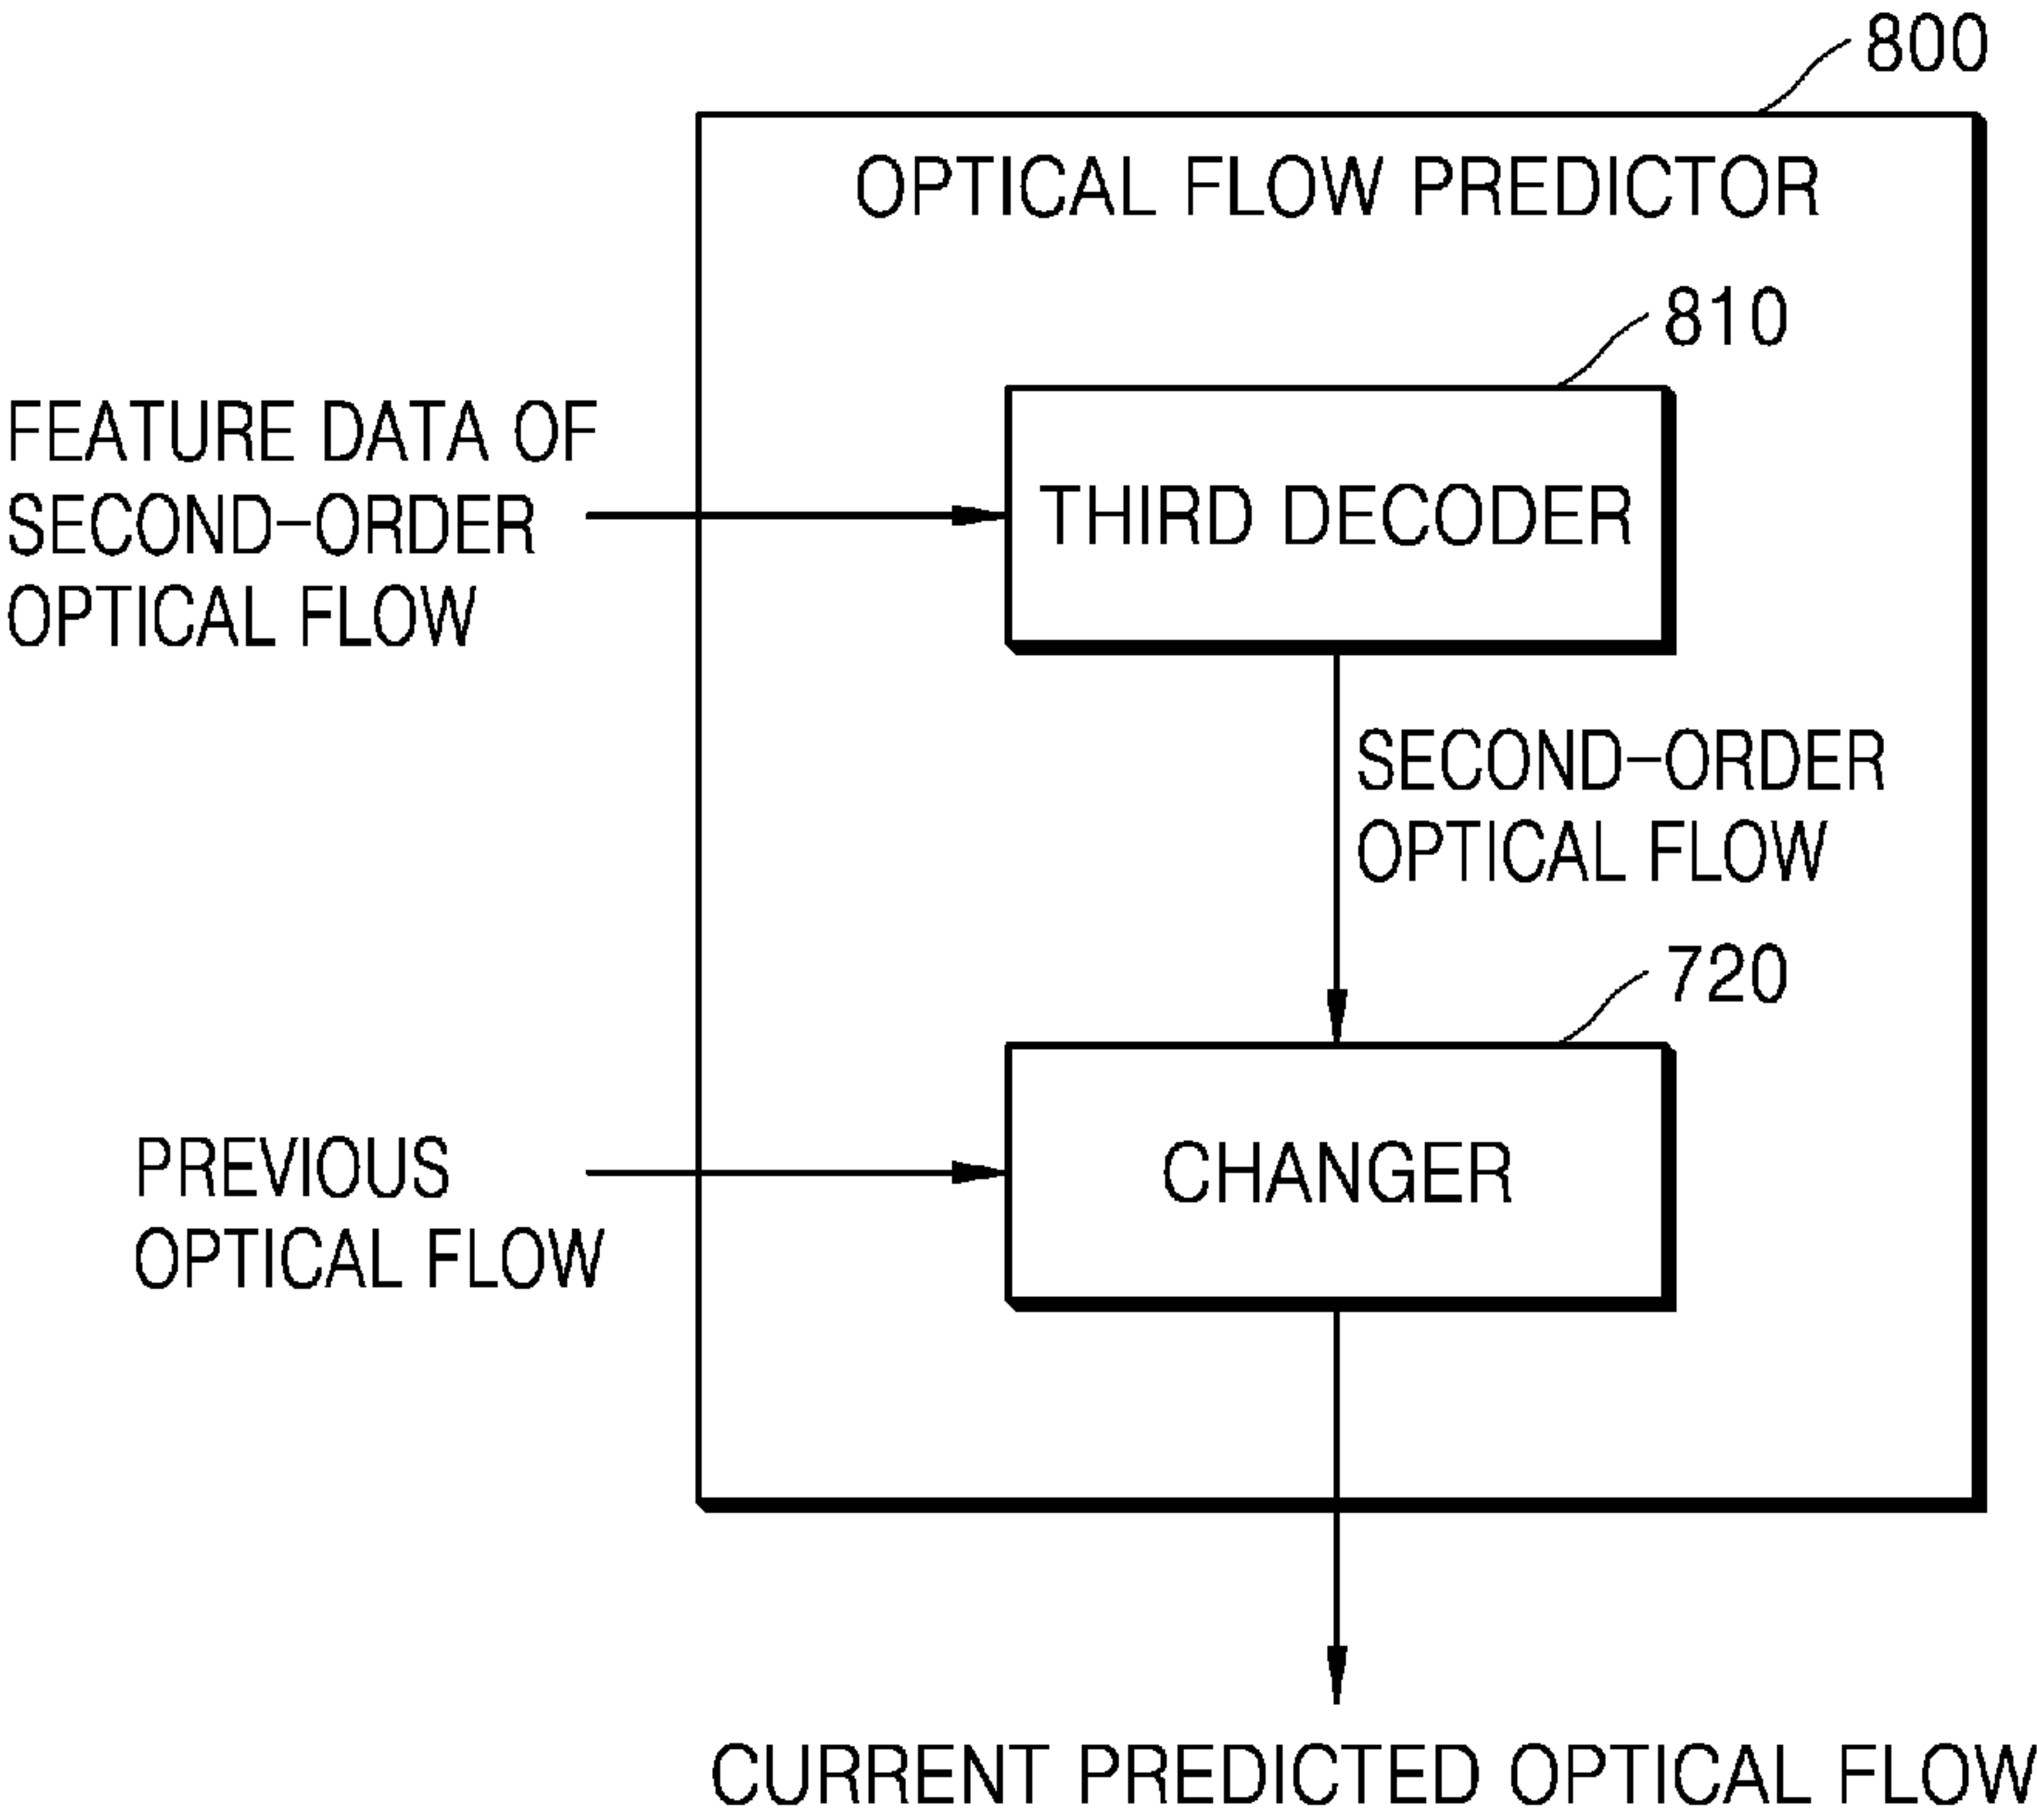 800
OPTICAL FLOW PREDICTOR
810
FEATURE DATA OF
SECOND-ORDER
OPTICAL FLOW
THIRD DECODER
SECOND-ORDER
OPTICAL FLOW
720
PREVIOUS
OPTICAL FLOW
CHANGER
CURRENT PREDICTED OPTICAL FLOW